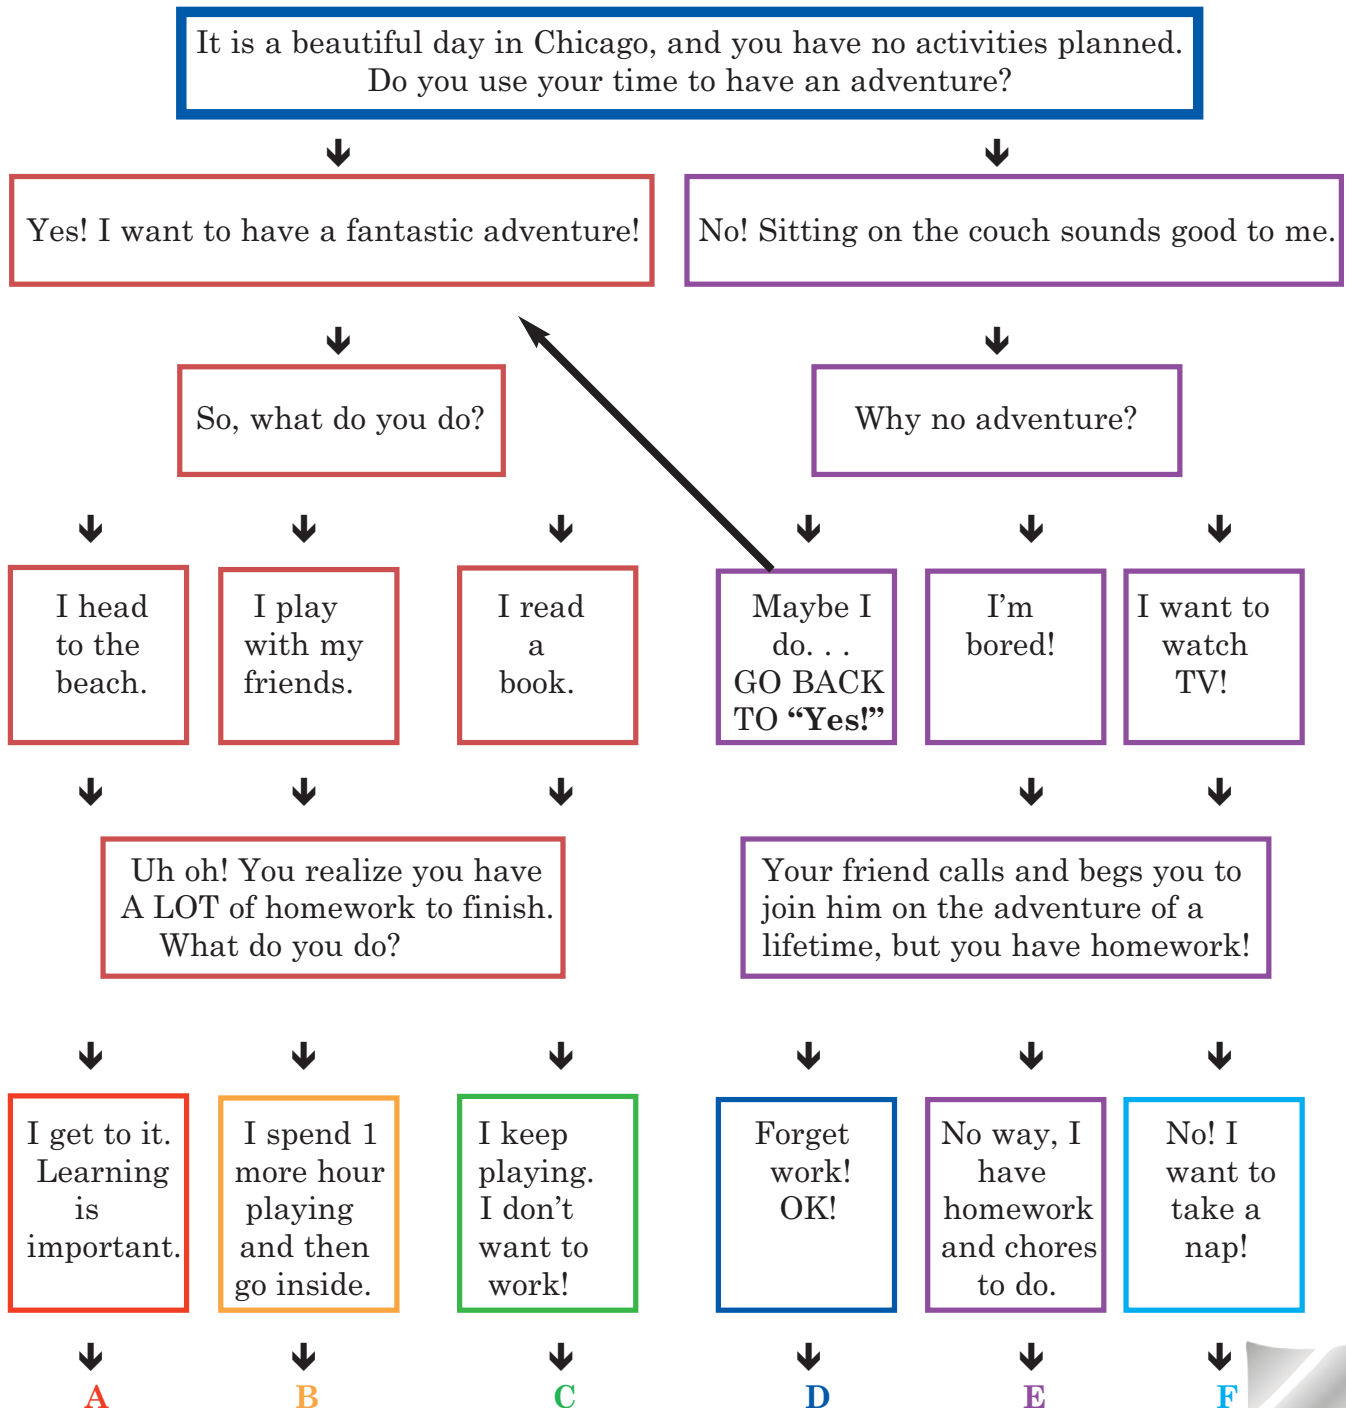 It is a beautiful day in Chicago, and you have no activities planned.
Do you use your time to have an adventure?
Yes! I want to have a fantastic adventure!
No! Sitting on the couch sounds good to me.
So, what do you do?
Why no adventure?
I head
to the
beach.
I play
with my
friends.
I read
a
book.
Maybe I
do. . .
GO BACK
TO “Yes!”
I’m
bored!
I want to
watch
TV!
Uh oh! You realize you have
A LOT of homework to finish.
What do you do?
Your friend calls and begs you to
join him on the adventure of a
lifetime, but you have homework!
I get to it.
Learning
is
important.
I spend 1
more hour
playing
and then
go inside.
I keep
playing.
I don’t
want to
work!
Forget
work!
OK!
No way, I
have
homework
and chores
to do.
No! I
want to
take a
nap!
A
B
C
D
E
F